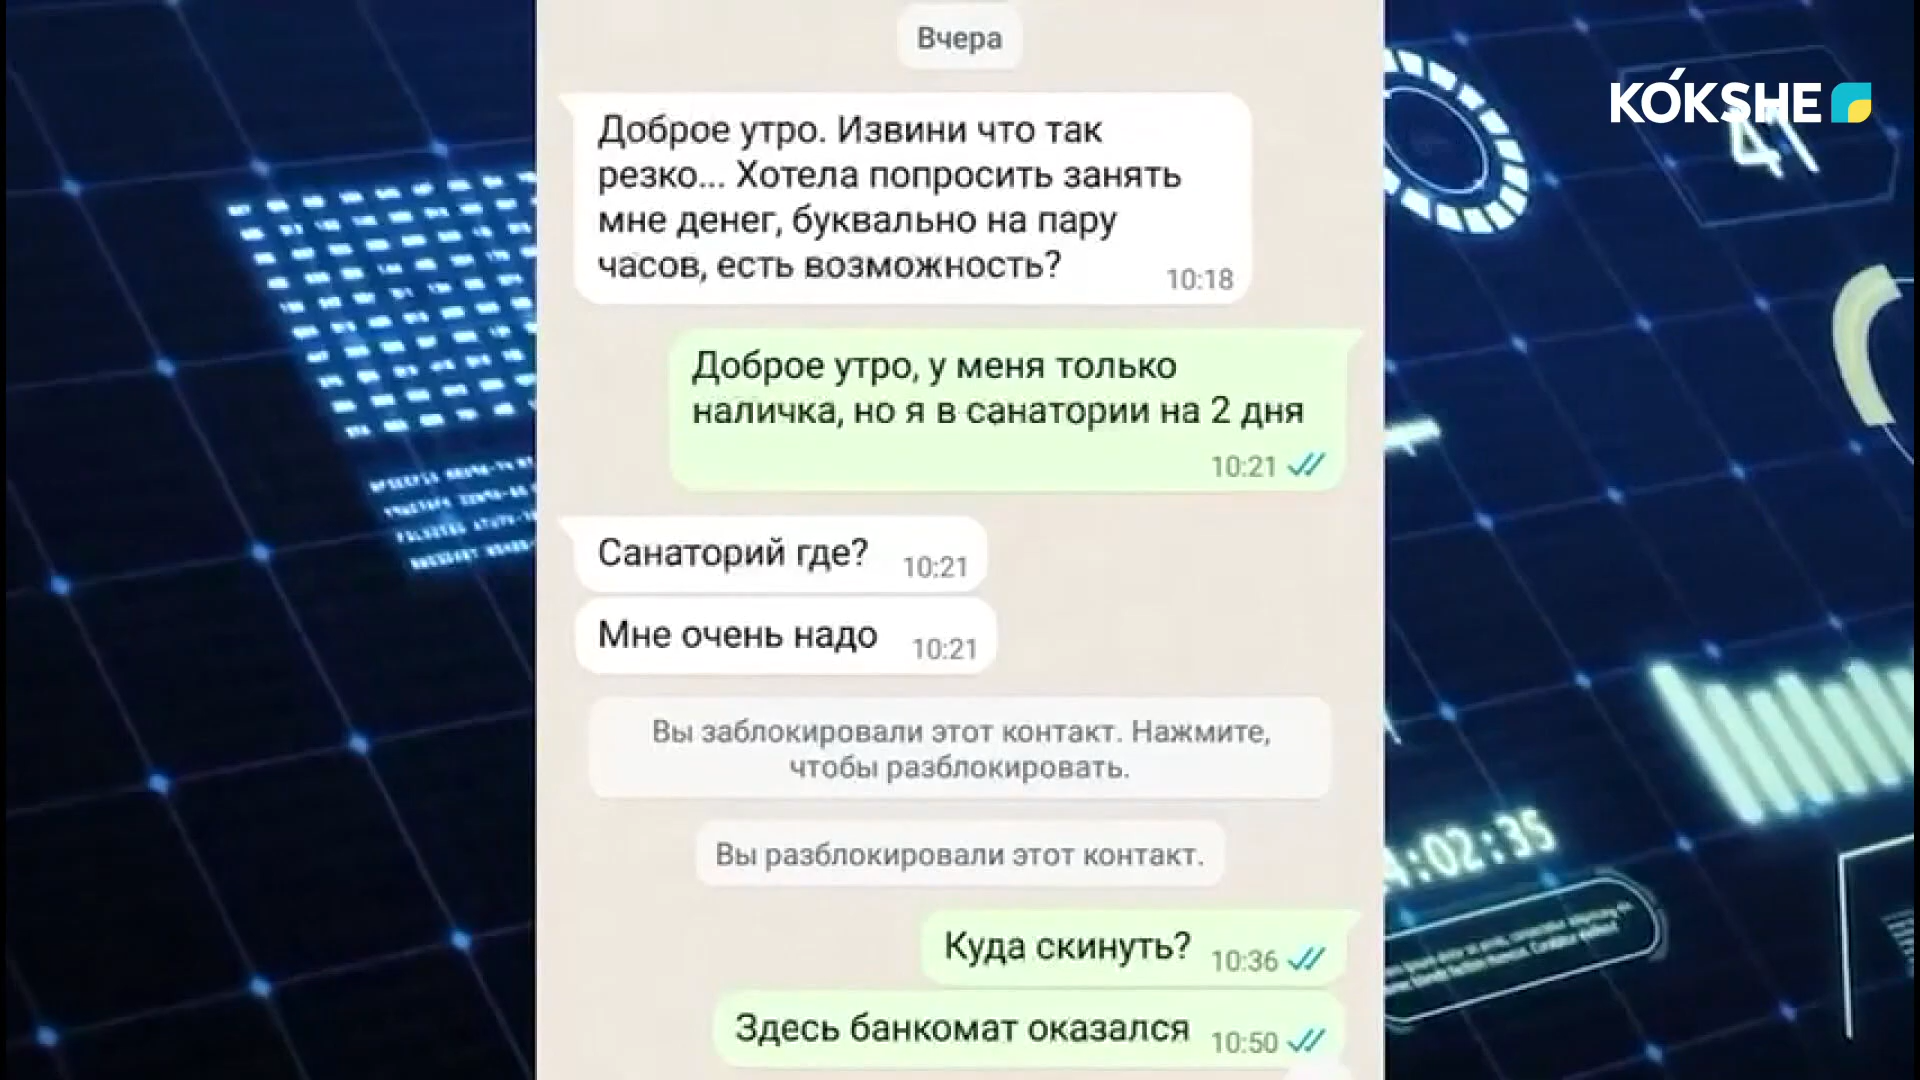 Вчера
KÓKSHE
41
Доброе утро. Извини что так
резко... Хотела попросить занять
мне денег, буквально на пару
часов, есть возможность?
10:18
Доброе утро, у меня только
наличка, но я в санатории на 2 дня
10:21
Санаторий где? 10:21
Мне очень надо 10:21
Вы заблокировали этот контакт. Нажмите,
чтобы разблокировать.
Вы разблокировали этот контакт.
:02:35
Куда скинуть? 10:36
Здесь банкомат оказался 10:50